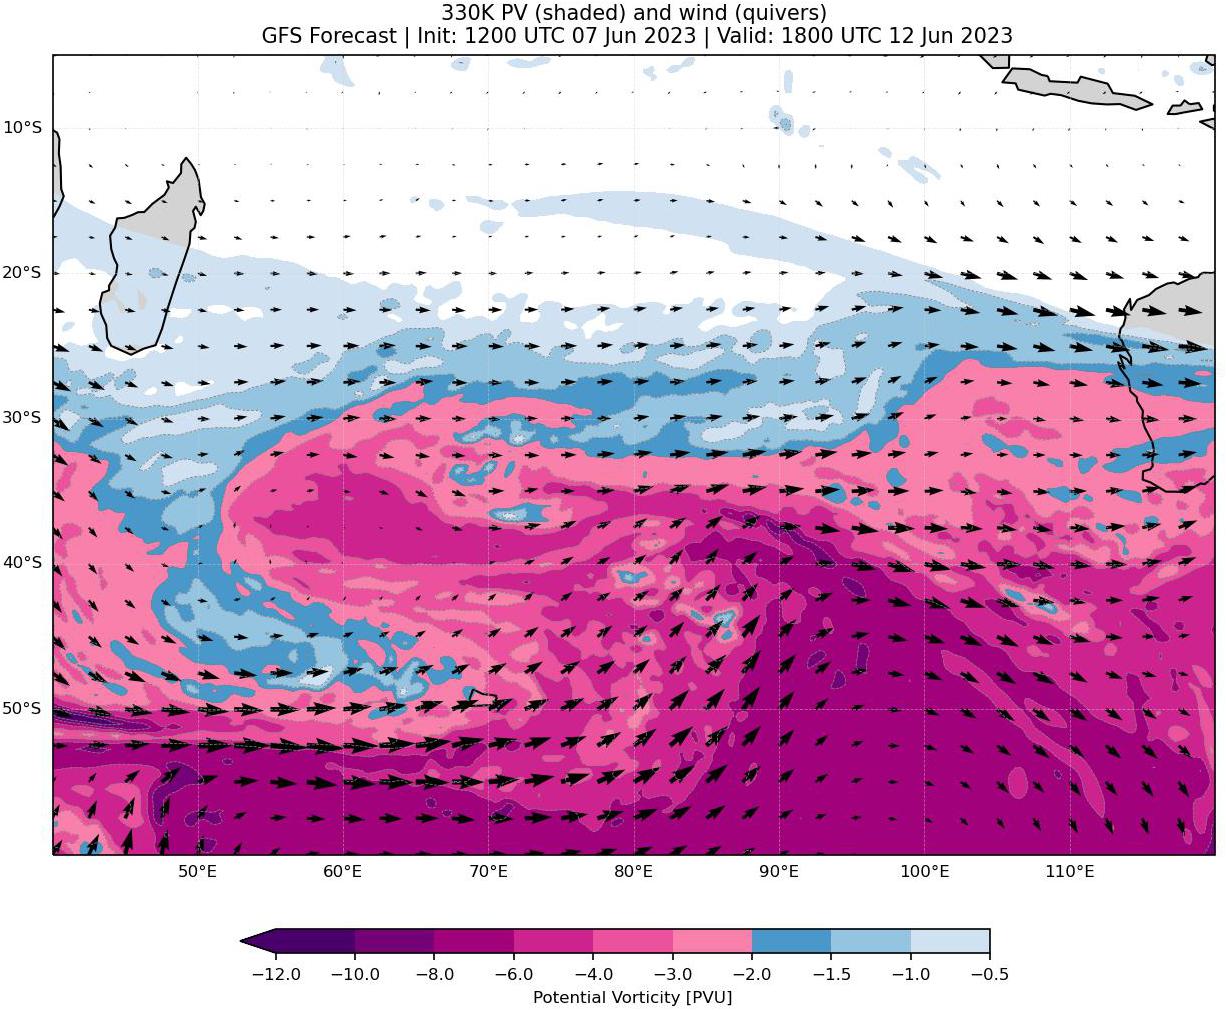 330K PV (shaded) and wind (quivers)
GFS Forecast | Init: 1200 UTC 07 Jun 2023 | Valid: 1800 UTC 12 Jun 2023
10°S
20°S
30°S
40°S
50°S
50°E 60°E 70°E 80°E 90°E 100°E 110°E
−12.0 −10.0 −8.0 −6.0 −4.0 −3.0 −2.0 −1.5 −1.0 −0.5
Potential Vorticity [PVU]